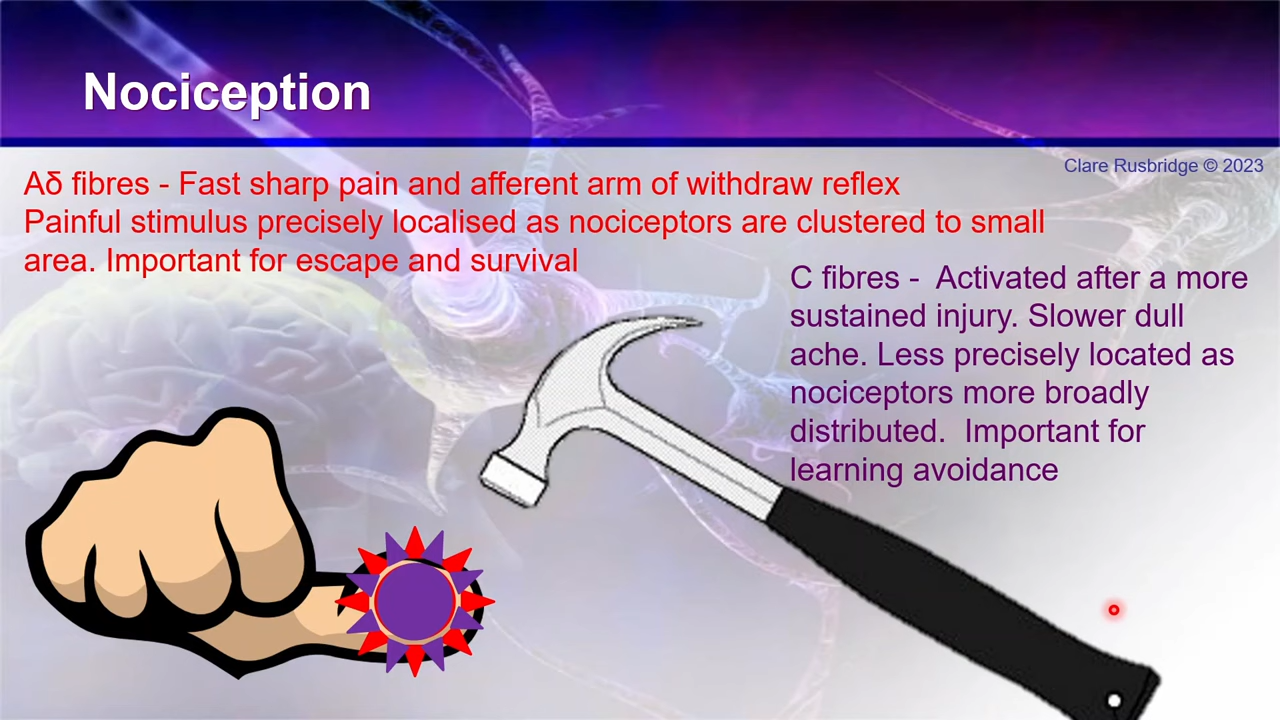 Nociception
Clare Rusbridge © 2023
Aδ fibres - Fast sharp pain and afferent arm of withdraw reflex
Painful stimulus precisely localised as nociceptors are clustered to small
area. Important for escape and survival
C fibres -  Activated after a more
sustained injury. Slower dull
ache. Less precisely located as
nociceptors more broadly
distributed.  Important for
learning avoidance